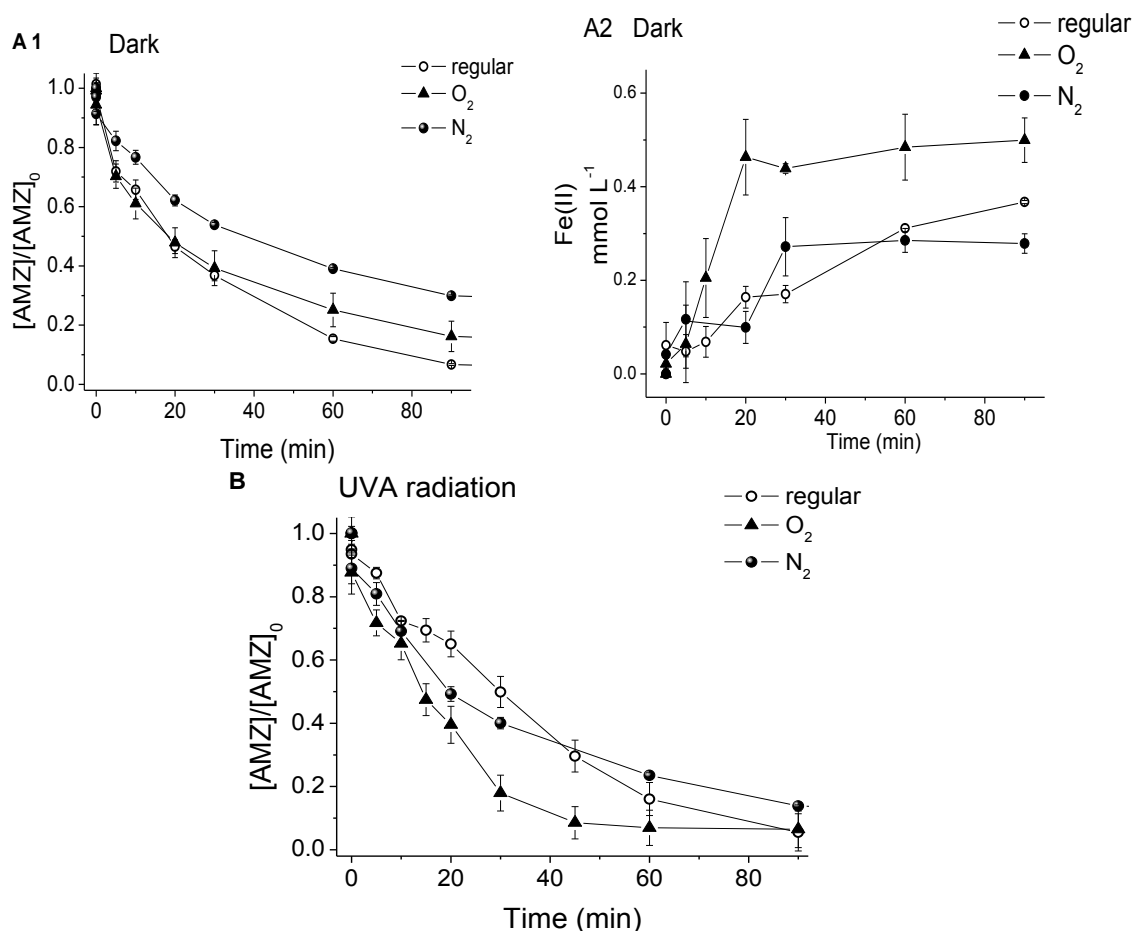 A 1 Dark
regular
O2
N2
1.0
0.8
0.6
0.4
0.2
0.0
[AMZ]/[AMZ]0
0 20 40 60 80
Time (min)
A2 Dark
regular
O2
N2
0.6
0.4
0.2
0.0
Fe(II)
mmol L-1
0 20 40 60 80
Time (min)
B UVA radiation
regular
O2
N2
1.0
0.8
0.6
0.4
0.2
0.0
[AMZ]/[AMZ]0
0 20 40 60 80
Time (min)